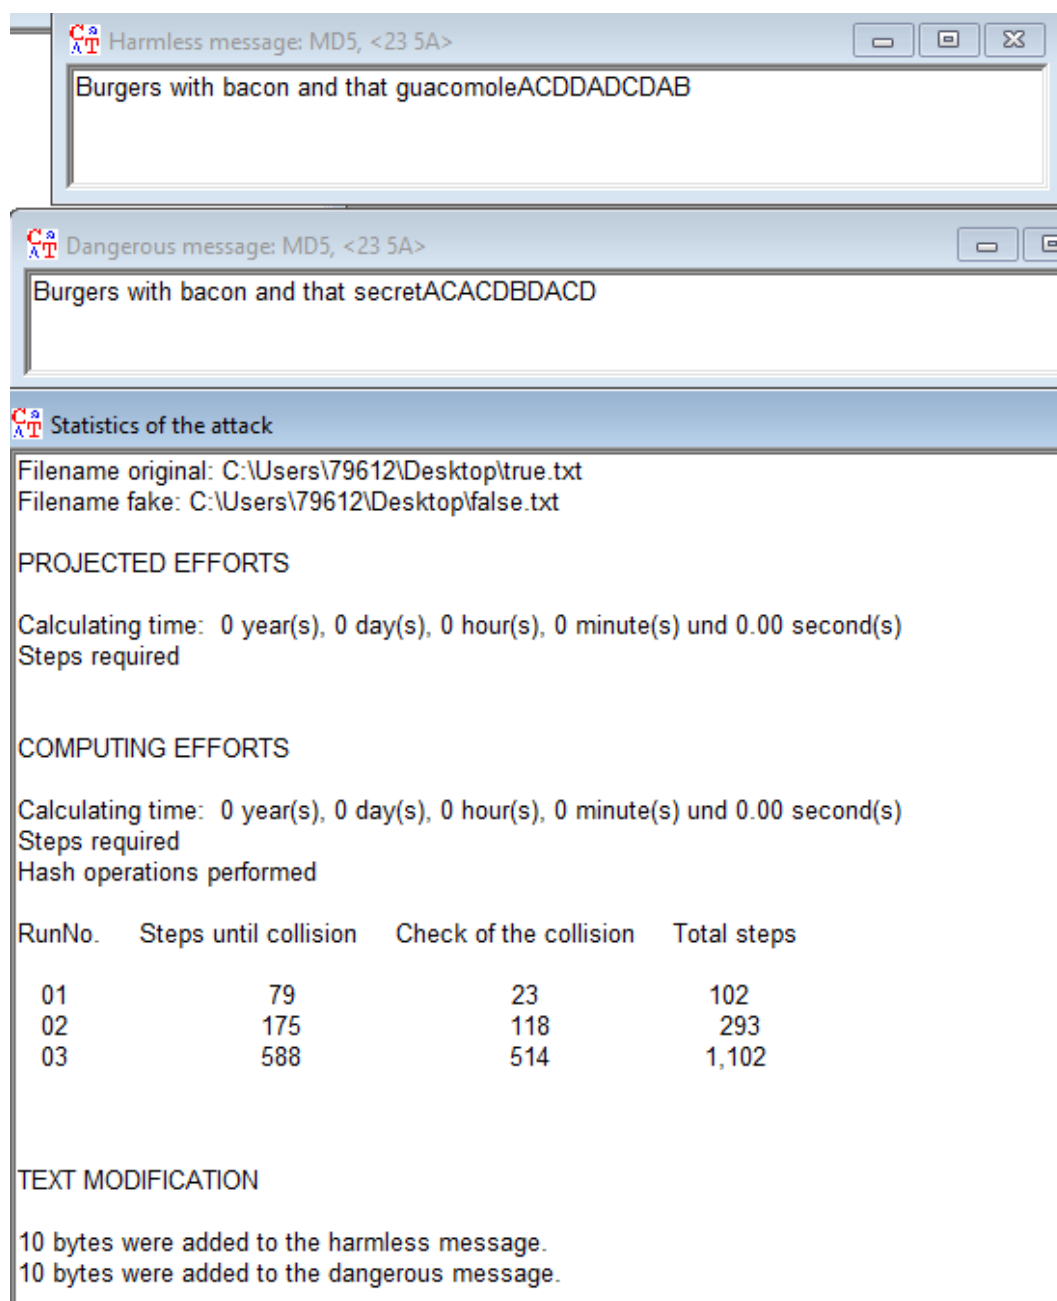 Harmless message: MD5, <23 5A>
Burgers with bacon and that guacomoleACDDADCDAB
Dangerous message: MD5, <23 5A>
Burgers with bacon and that secretACACDBDACD
Statistics of the attack
Filename original: C:\Users\79612\Desktop\true.txt
Filename fake: C:\Users\79612\Desktop\false.txt
PROJECTED EFFORTS
Calculating time:  0 year(s), 0 day(s), 0 hour(s), 0 minute(s) und 0.00 second(s)
Steps required
COMPUTING EFFORTS
Calculating time:  0 year(s), 0 day(s), 0 hour(s), 0 minute(s) und 0.00 second(s)
Steps required
Hash operations performed
RunNo. Steps until collision Check of the collision Total steps
01 79 23 102
02 175 118 293
03 588 514 1,102
TEXT MODIFICATION
10 bytes were added to the harmless message.
10 bytes were added to the dangerous message.